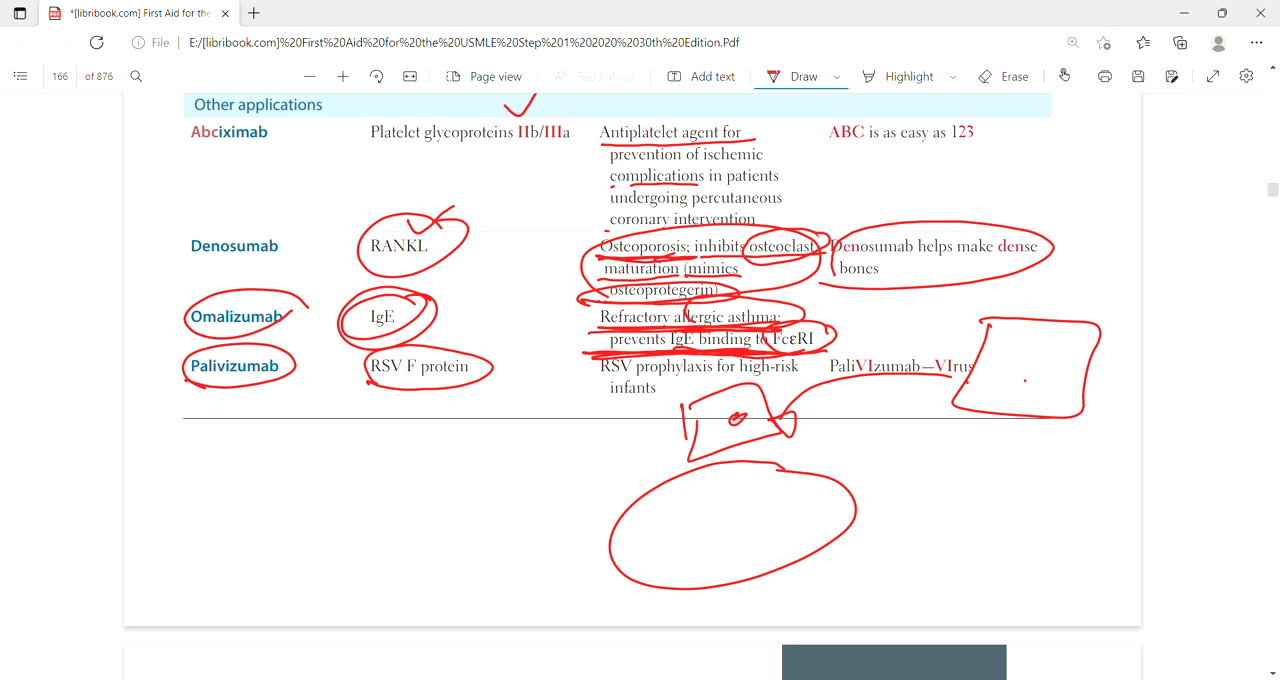 *[libribook.com] First Aid for the
File E:/[libribook.com]%20First%20Aid%20for%20the%20USMLE%20Step%201%202020%2030th%20Edition.Pdf
166 of 876 Page view Read aloud Add text Draw Highlight Erase
Other applications
Abciximab Platelet glycoproteins IIb/IIIa Antiplatelet agent for ABC is as easy as 123
prevention of ischemic
complications in patients
undergoing percutaneous
coronary intervention
Denosumab RANKL Osteoporosis; inhibits osteoclast Denosumab helps make dense
maturation (mimics bones
osteoprotegerin)
Omalizumab IgE Refractory allergic asthma;
prevents IgE binding to FcεRI
Palivizumab RSV F protein RSV prophylaxis for high-risk PaliVIzumab—VIrus
infants